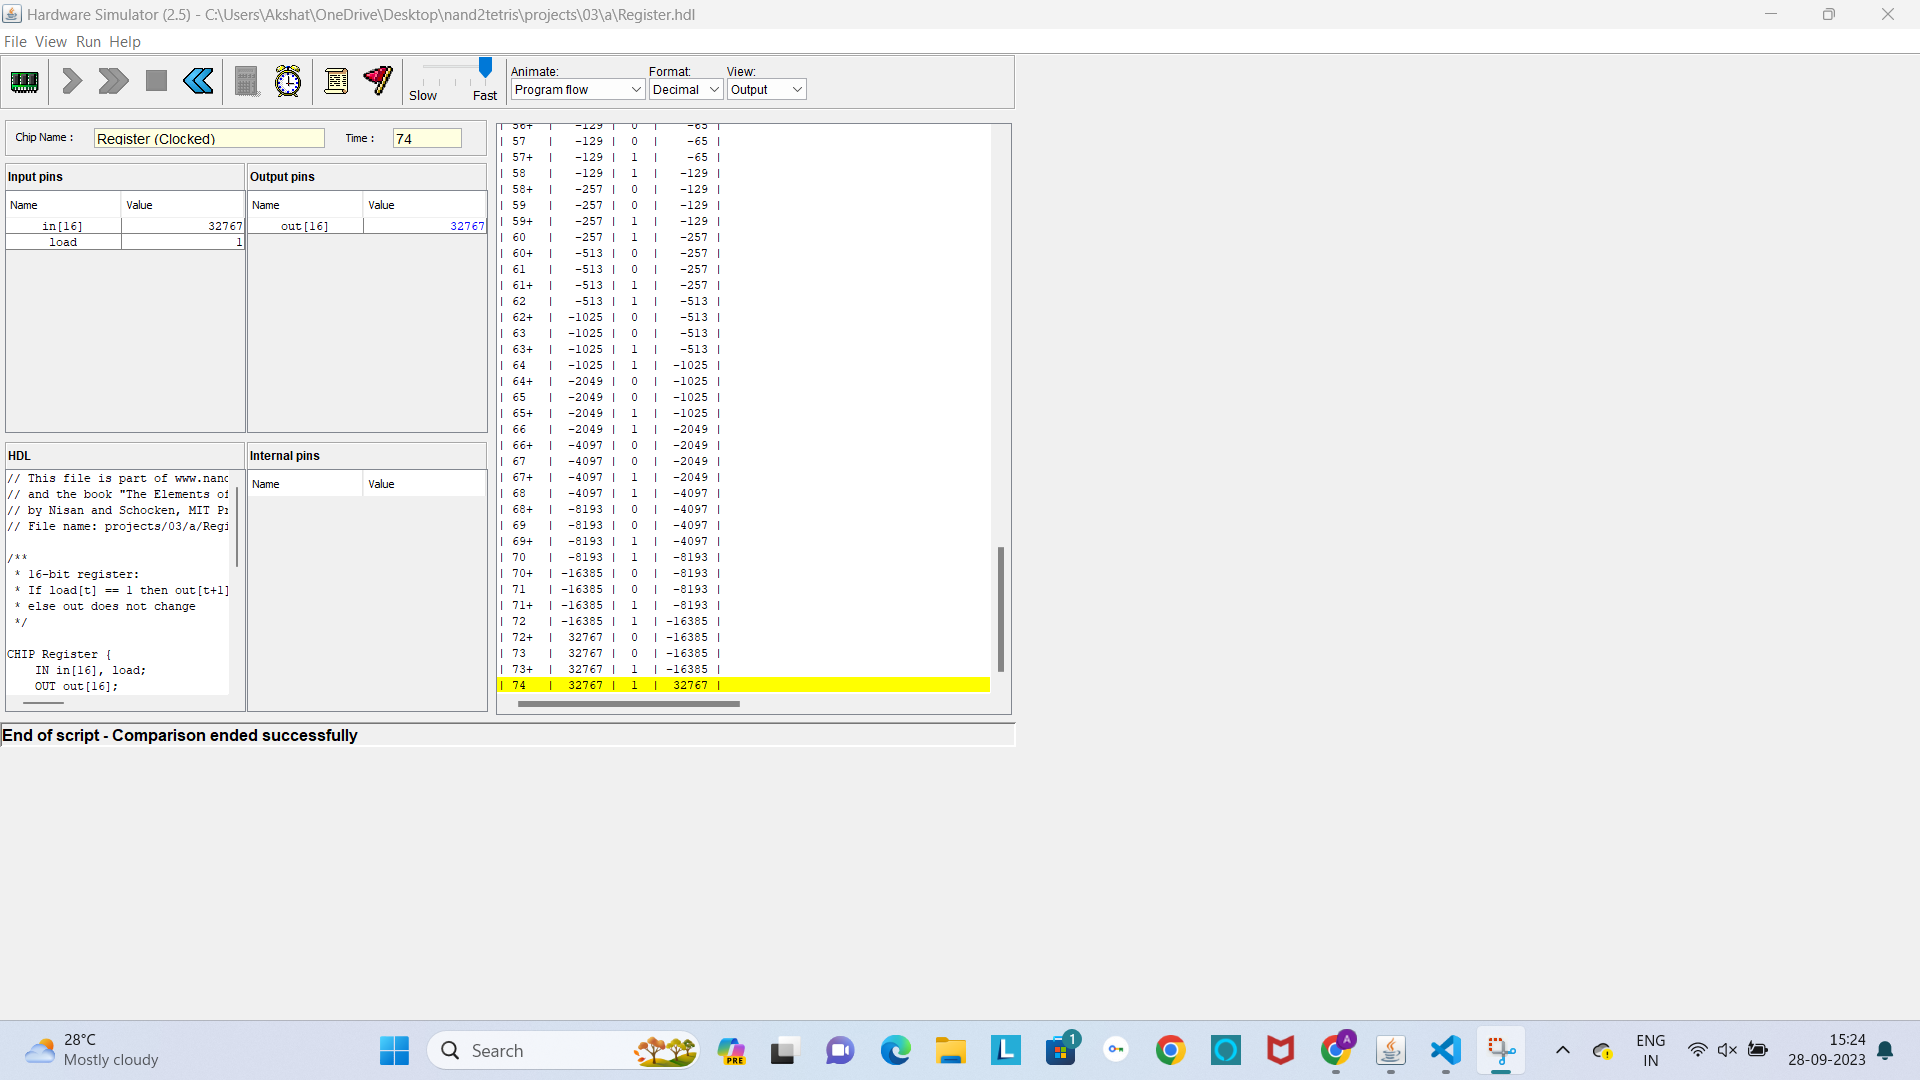 Hardware Simulator (2.5) - C:\Users\Akshat\OneDrive\Desktop\nand2tetris\projects\03\a\Register.hdl
File View Run Help
Slow Fast
Animate: Format: View:
Program flow Decimal Output
Chip Name : Register (Clocked) Time : 74
Input pins
Name Value
in[16] 32767
load 1
Output pins
Name Value
out[16] 32767
HDL
// This file is part of www.nand
// and the book "The Elements of
// by Nisan and Schocken, MIT Pr
// File name: projects/03/a/Regi
/**
* 16-bit register:
* If load[t] == 1 then out[t+1]
* else out does not change
*/
CHIP Register {
IN in[16], load;
OUT out[16];
Internal pins
Name Value
| 56+ | -129 | 0 | -65 |
| 57 | -129 | 0 | -65 |
| 57+ | -129 | 1 | -65 |
| 58 | -129 | 1 | -129 |
| 58+ | -257 | 0 | -129 |
| 59 | -257 | 0 | -129 |
| 59+ | -257 | 1 | -129 |
| 60 | -257 | 1 | -257 |
| 60+ | -513 | 0 | -257 |
| 61 | -513 | 0 | -257 |
| 61+ | -513 | 1 | -257 |
| 62 | -513 | 1 | -513 |
| 62+ | -1025 | 0 | -513 |
| 63 | -1025 | 0 | -513 |
| 63+ | -1025 | 1 | -513 |
| 64 | -1025 | 1 | -1025 |
| 64+ | -2049 | 0 | -1025 |
| 65 | -2049 | 0 | -1025 |
| 65+ | -2049 | 1 | -1025 |
| 66 | -2049 | 1 | -2049 |
| 66+ | -4097 | 0 | -2049 |
| 67 | -4097 | 0 | -2049 |
| 67+ | -4097 | 1 | -2049 |
| 68 | -4097 | 1 | -4097 |
| 68+ | -8193 | 0 | -4097 |
| 69 | -8193 | 0 | -4097 |
| 69+ | -8193 | 1 | -4097 |
| 70 | -8193 | 1 | -8193 |
| 70+ | -16385 | 0 | -8193 |
| 71 | -16385 | 0 | -8193 |
| 71+ | -16385 | 1 | -8193 |
| 72 | -16385 | 1 | -16385 |
| 72+ | 32767 | 0 | -16385 |
| 73 | 32767 | 0 | -16385 |
| 73+ | 32767 | 1 | -16385 |
| 74 | 32767 | 1 | 32767 |
End of script - Comparison ended successfully
28°C
Mostly cloudy
Search
PRE
L
1
A
ENG
IN
15:24
28-09-2023